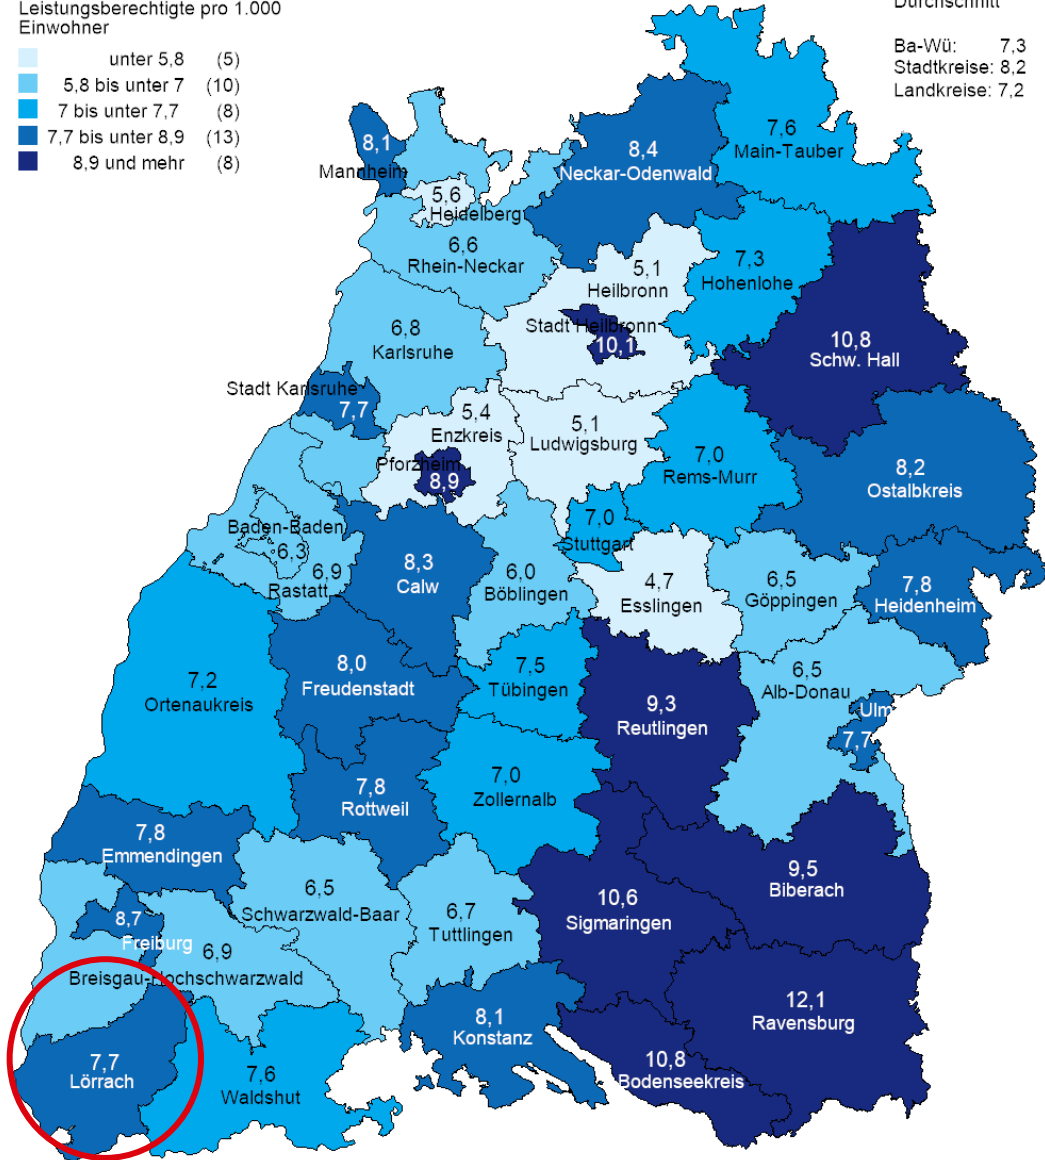 Leistungsberechtigte pro 1.000
Einwohner
unter 5,8 (5)
5,8 bis unter 7 (10)
7 bis unter 7,7 (8)
7,7 bis unter 8,9 (13)
8,9 und mehr (8)
Durchschnitt
Ba-Wü: 7,3
Stadtkreise: 8,2
Landkreise: 7,2
8,1
Mannheim
5,6
Heidelberg
6,6
Rhein-Neckar
8,4
Neckar-Odenwald
7,6
Main-Tauber
5,1
Heilbronn
7,3
Hohenlohe
Stadt Heilbronn
10,1
10,8
Schw. Hall
6,8
Karlsruhe
Stadt Karlsruhe
7,7
5,4
Enzkreis
5,1
Ludwigsburg
Pforzheim
8,9
7,0
Rems-Murr
8,2
Ostalbkreis
7,0
Stuttgart
Baden-Baden
6,3
6,9
Rastatt
8,3
Calw
6,0
Böblingen
4,7
Esslingen
6,5
Göppingen
7,8
Heidenheim
7,2
Ortenaukreis
8,0
Freudenstadt
7,5
Tübingen
9,3
Reutlingen
6,5
Alb-Donau
Ulm
7,7
7,8
Rottweil
7,0
Zollernalb
7,8
Emmendingen
6,5
Schwarzwald-Baar
6,7
Tuttlingen
10,6
Sigmaringen
9,5
Biberach
8,7
Freiburg
6,9
Breisgau-Hochschwarzwald
8,1
Konstanz
12,1
Ravensburg
7,7
Lörrach
7,6
Waldshut
10,8
Bodenseekreis